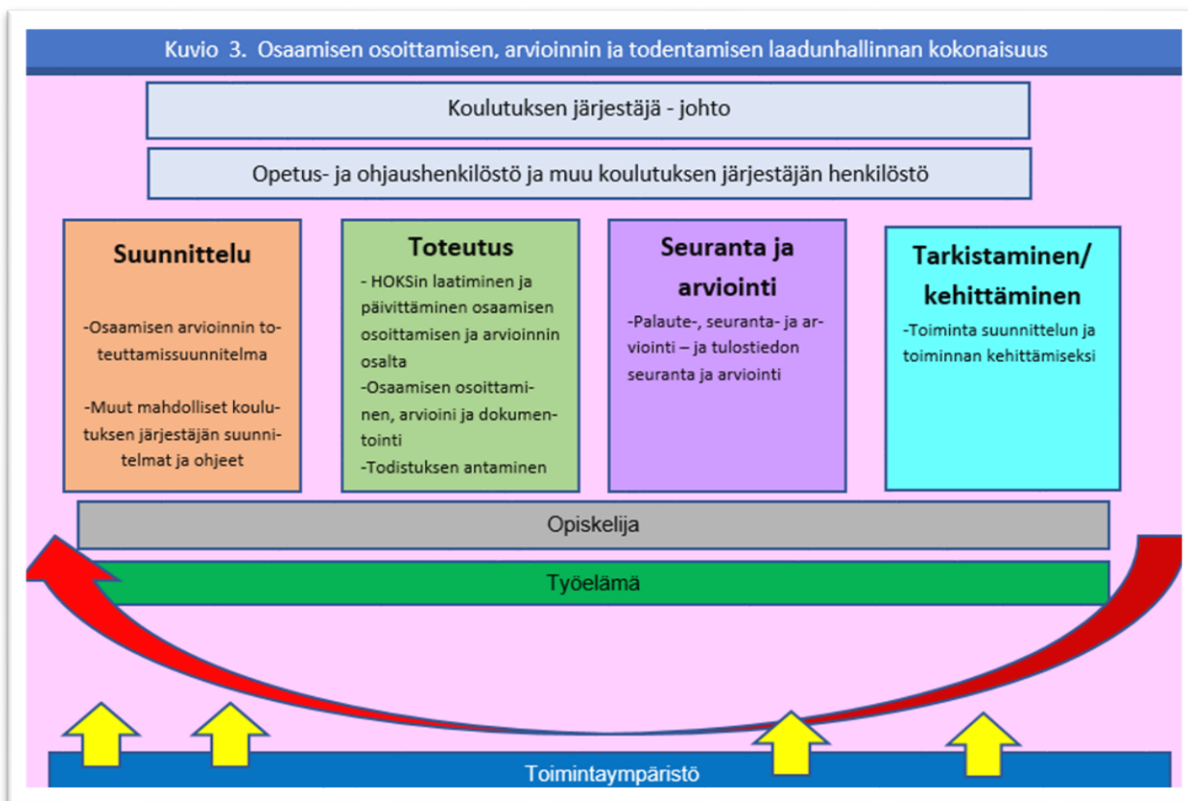 Kuvio 3. Osaamisen osoittamisen, arvioinnin ja todentamisen laadunhallinnan kokonaisuus
Koulutuksen järjestäjä - johto
Opetus- ja ohjaushenkilöstö ja muu koulutuksen järjestäjän henkilöstö
Suunnittelu
-Osaamisen arvioinnin to-
teuttamissuunnitelma
-Muut mahdolliset koulu-
tuksen järjestäjän suunni-
telmat ja ohjeet
Toteutus
- HOKSin laatiminen ja
päivittäminen osaamisen
osoittamisen ja arvioinnin
osalta
-Osaamisen osoittami-
nen, arvioini ja dokumen-
tointi
-Todistuksen antaminen
Seuranta ja
arviointi
-Palaute-, seuranta- ja ar-
viointi – ja tulostiedon
seuranta ja arviointi
Tarkistaminen/
kehittäminen
-Toiminta suunnittelun ja
toiminnan kehittämiseksi
Opiskelija
Työelämä
Toimintaympäristö